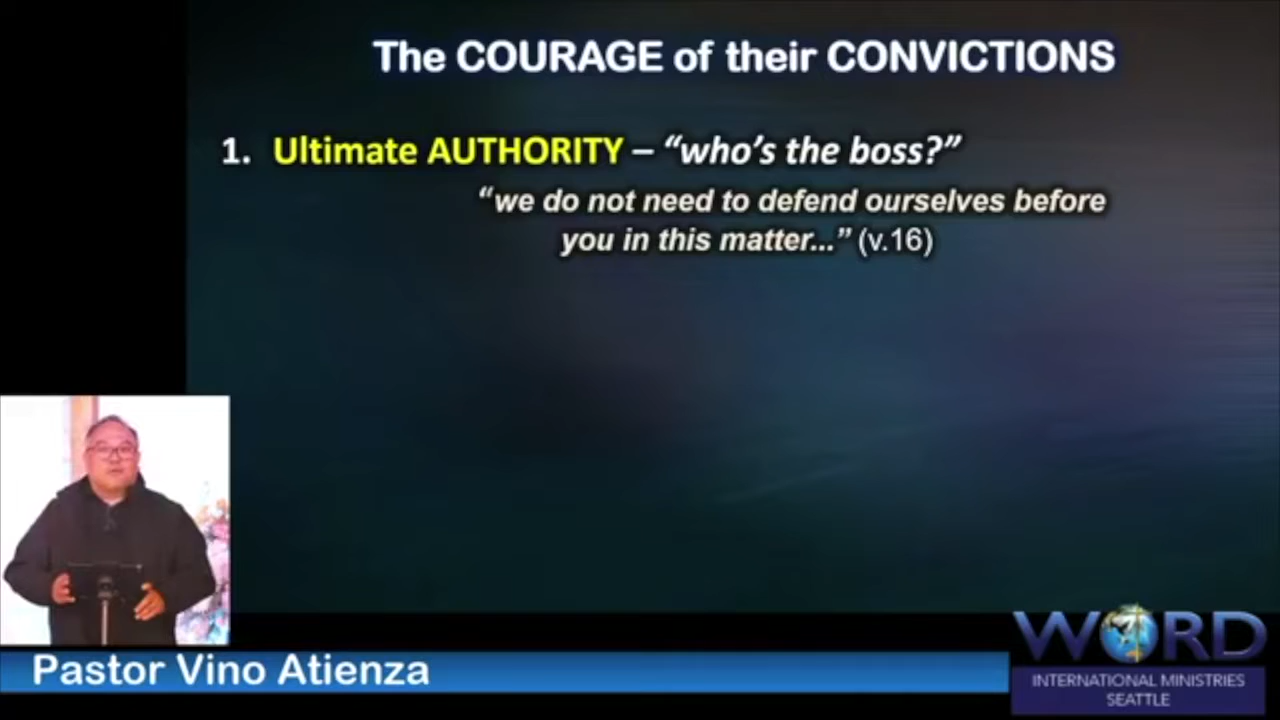 The COURAGE of their CONVICTIONS
1. Ultimate AUTHORITY – “who’s the boss?”
“we do not need to defend ourselves before
you in this matter...” (v.16)
Pastor Vino Atienza
WORD
INTERNATIONAL MINISTRIES
SEATTLE